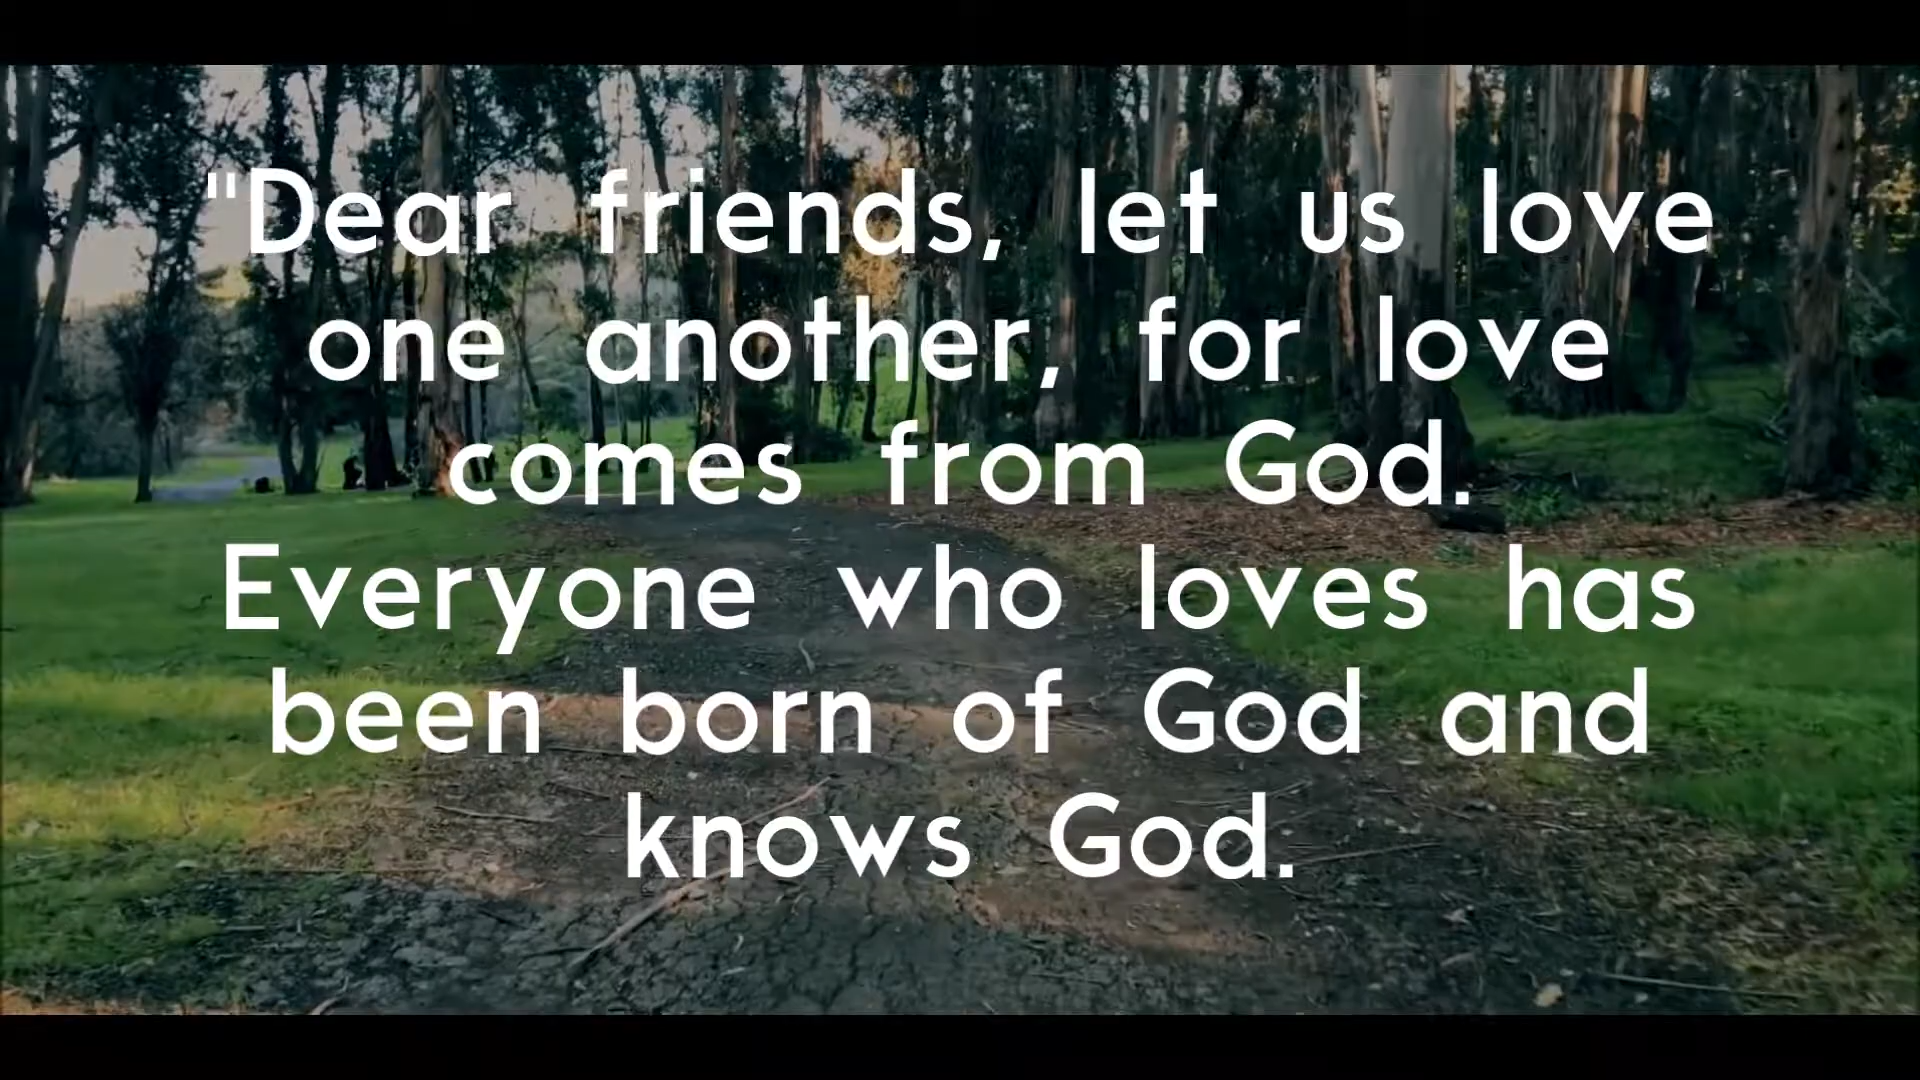 "Dear friends, let us love
one another, for love
comes from God.
Everyone who loves has
been born of God and
knows God.